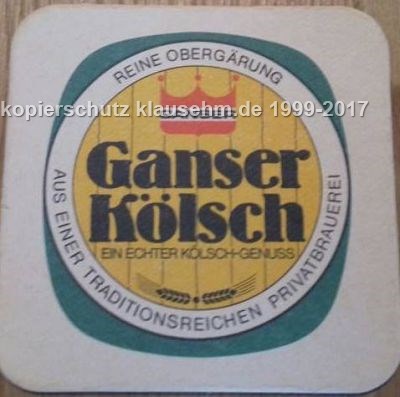 REINE OBERGÄRUNG
kopierschutz klausehm.de 1999-2017
Ganser
Kölsch
EIN ECHTER KÖLSCH-GENUSS
AUS EINER TRADITIONSREICHEN PRIVATBRAUEREI